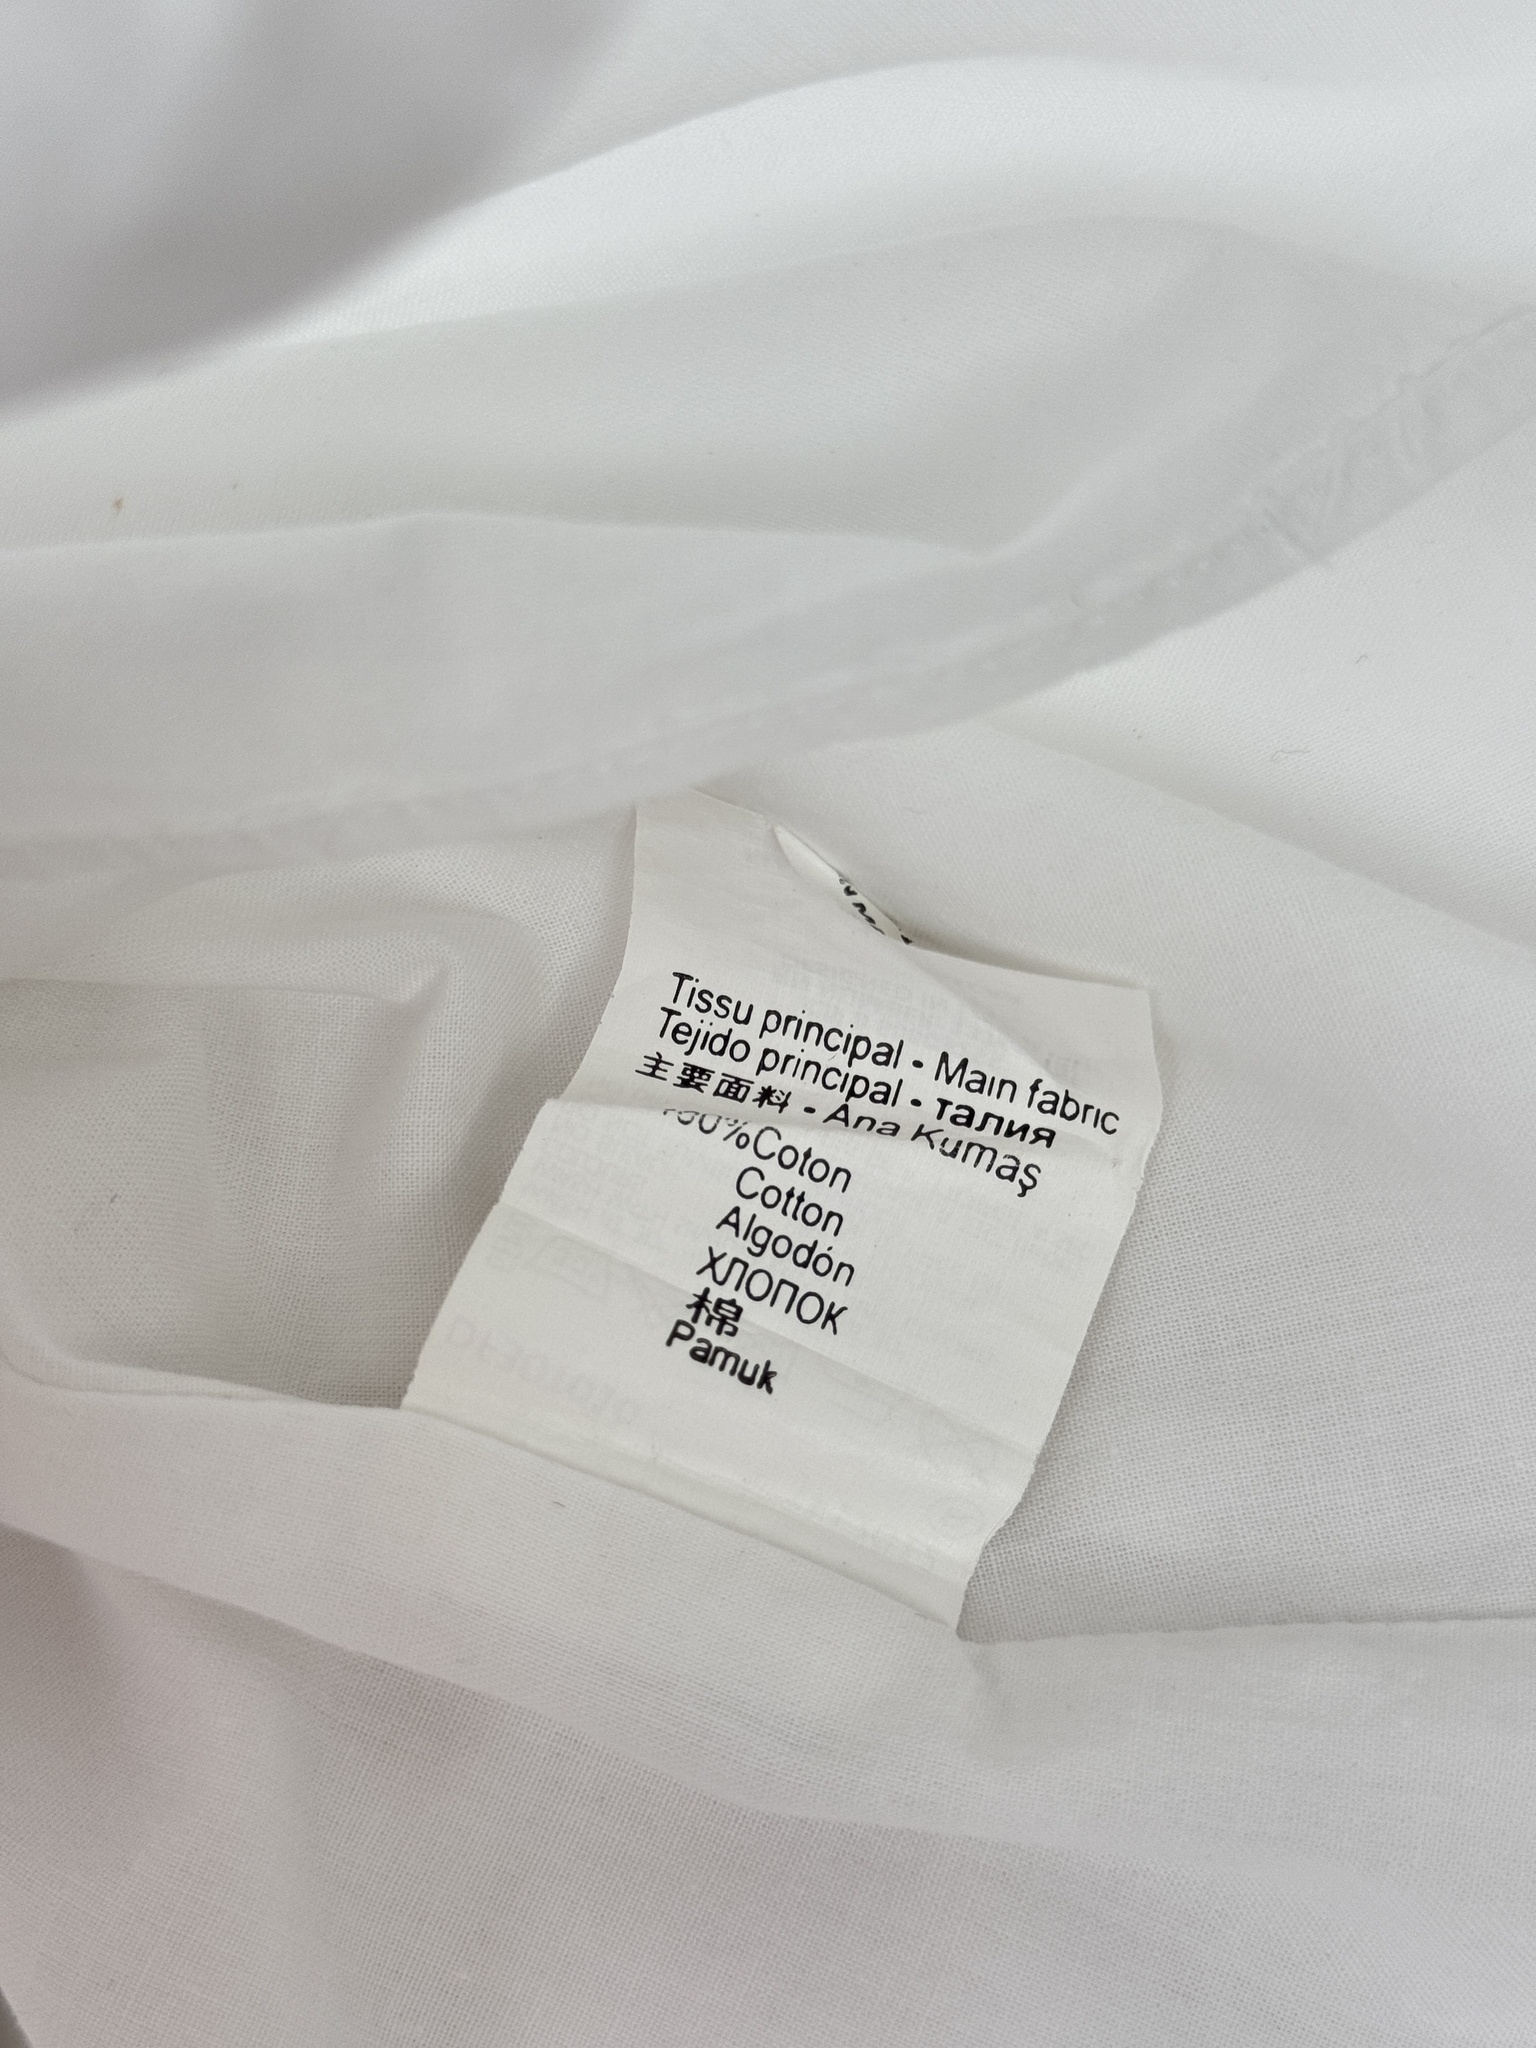 Tissu principal - Main fabric
Tejido principal - талия
主要面料 - Ana Kumaş
100%Coton
Cotton
Algodón
ХЛОПОК
棉
Pamuk